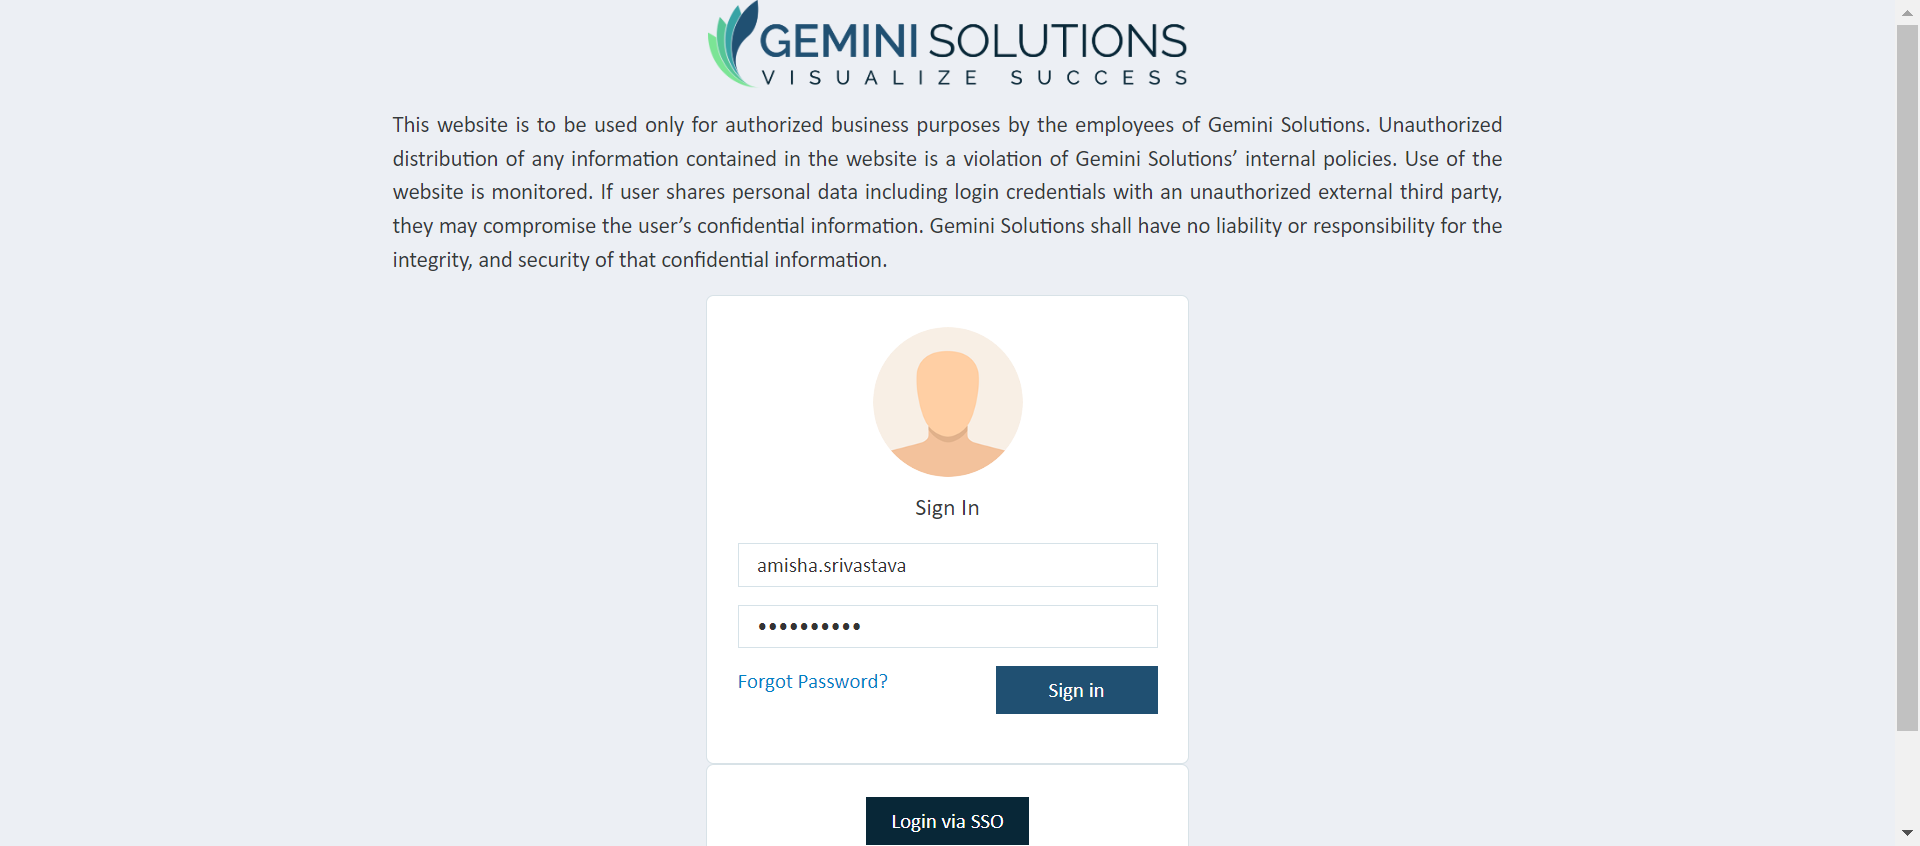 GEMINI SOLUTIONS
VISUALIZE SUCCESS
This website is to be used only for authorized business purposes by the employees of Gemini Solutions. Unauthorized
distribution of any information contained in the website is a violation of Gemini Solutions’ internal policies. Use of the
website is monitored. If user shares personal data including login credentials with an unauthorized external third party,
they may compromise the user’s confidential information. Gemini Solutions shall have no liability or responsibility for the
integrity, and security of that confidential information.
Sign In
amisha.srivastava
••••••••••
Forgot Password?
Sign in
Login via SSO